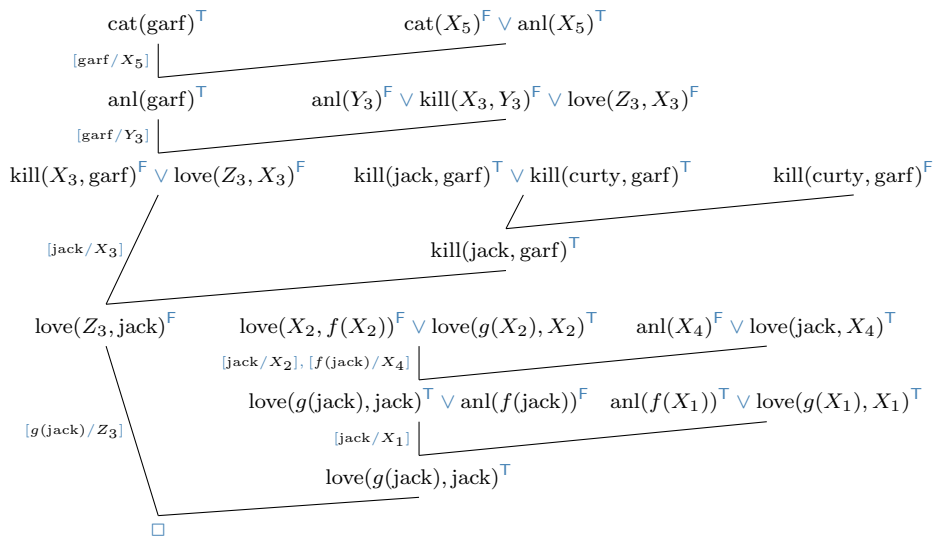 cat(garf)^T cat(X_5)^F ∨ anl(X_5)^T
[garf/X_5]
anl(garf)^T anl(Y_3)^F ∨ kill(X_3, Y_3)^F ∨ love(Z_3, X_3)^F
[garf/Y_3]
kill(X_3, garf)^F ∨ love(Z_3, X_3)^F kill(jack, garf)^T ∨ kill(curty, garf)^T kill(curty, garf)^F
[jack/X_3]
kill(jack, garf)^T
love(Z_3, jack)^F love(X_2, f(X_2))^F ∨ love(g(X_2), X_2)^T anl(X_4)^F ∨ love(jack, X_4)^T
[jack/X_2], [f(jack)/X_4]
love(g(jack), jack)^T ∨ anl(f(jack))^F anl(f(X_1))^T ∨ love(g(X_1), X_1)^T
[g(jack)/Z_3] [jack/X_1]
love(g(jack), jack)^T
□